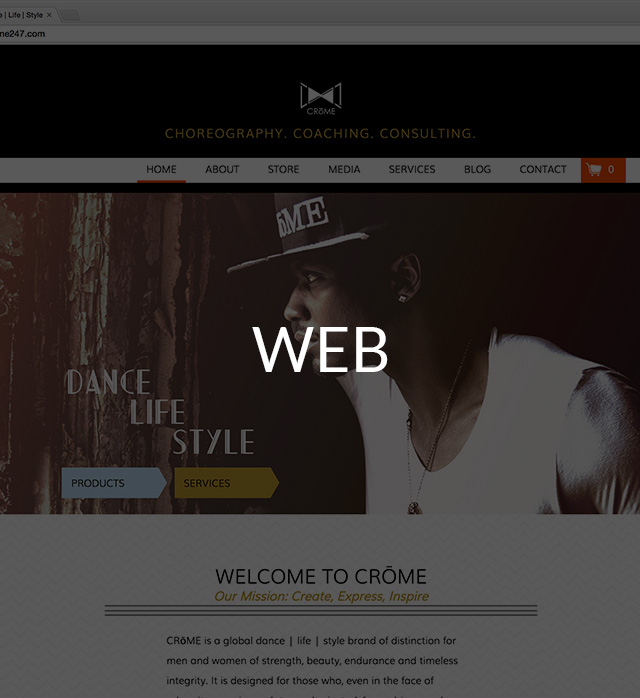 | Life | Style ×
me247.com
CRōME
CHOREOGRAPHY. COACHING. CONSULTING.
HOME ABOUT STORE MEDIA SERVICES BLOG CONTACT 0
ōME
WEB
DANCE
LIFE
STYLE
PRODUCTS SERVICES
WELCOME TO CRŌME
Our Mission: Create, Express, Inspire
CRōME is a global dance | life | style brand of distinction for
men and women of strength, beauty, endurance and timeless
integrity. It is designed for those who, even in the face of